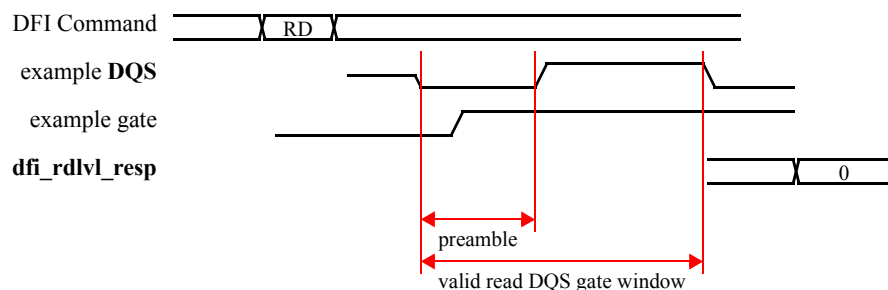 DFI Command
RD
example DQS
example gate
dfi_rdlvl_resp
0
preamble
valid read DQS gate window